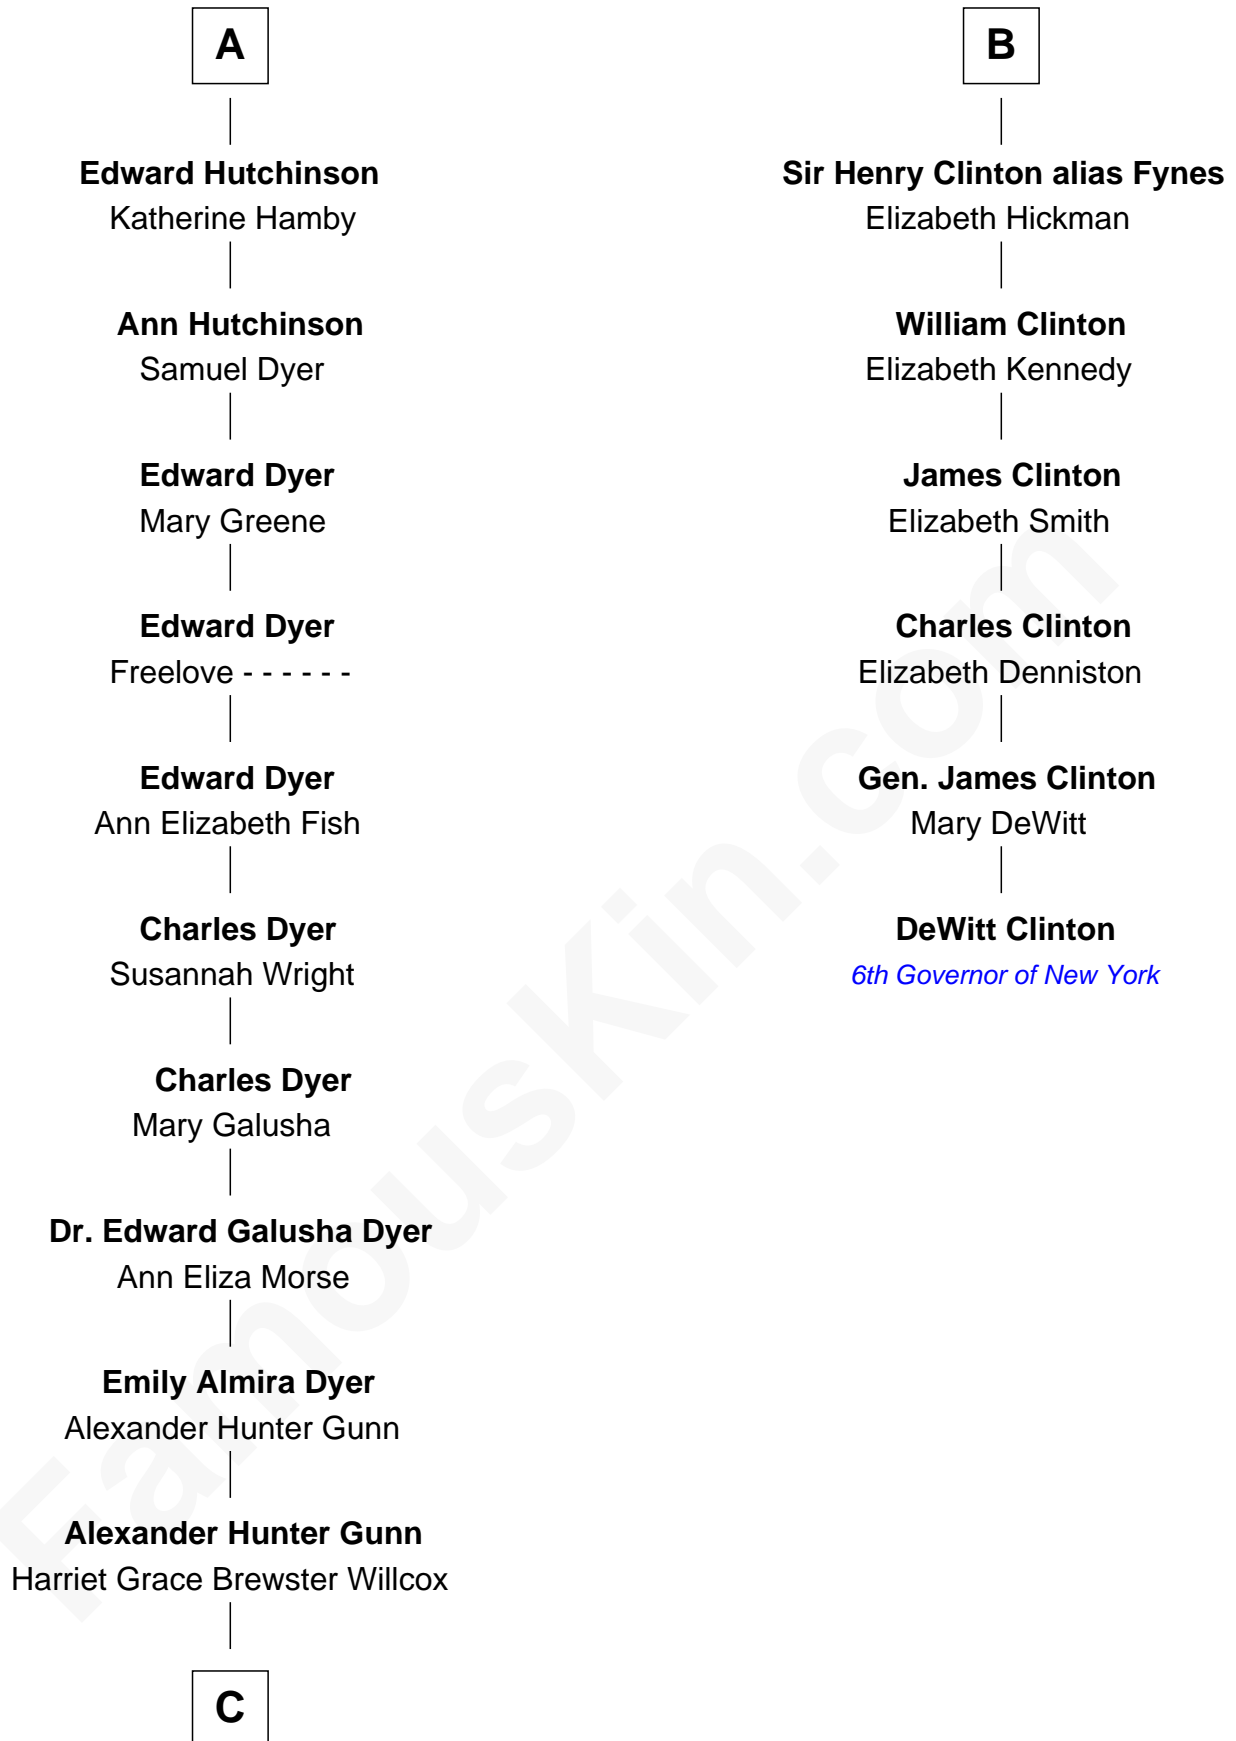 A
Edward Hutchinson
Katherine Hamby
Ann Hutchinson
Samuel Dyer
Edward Dyer
Mary Greene
Edward Dyer
Freelove - - - - - -
Edward Dyer
Ann Elizabeth Fish
Charles Dyer
Susannah Wright
Charles Dyer
Mary Galusha
Dr. Edward Galusha Dyer
Ann Eliza Morse
Emily Almira Dyer
Alexander Hunter Gunn
Alexander Hunter Gunn
Harriet Grace Brewster Willcox
C
B
Sir Henry Clinton alias Fynes
Elizabeth Hickman
William Clinton
Elizabeth Kennedy
James Clinton
Elizabeth Smith
Charles Clinton
Elizabeth Denniston
Gen. James Clinton
Mary DeWitt
DeWitt Clinton
6th Governor of New York
FamousKin.com